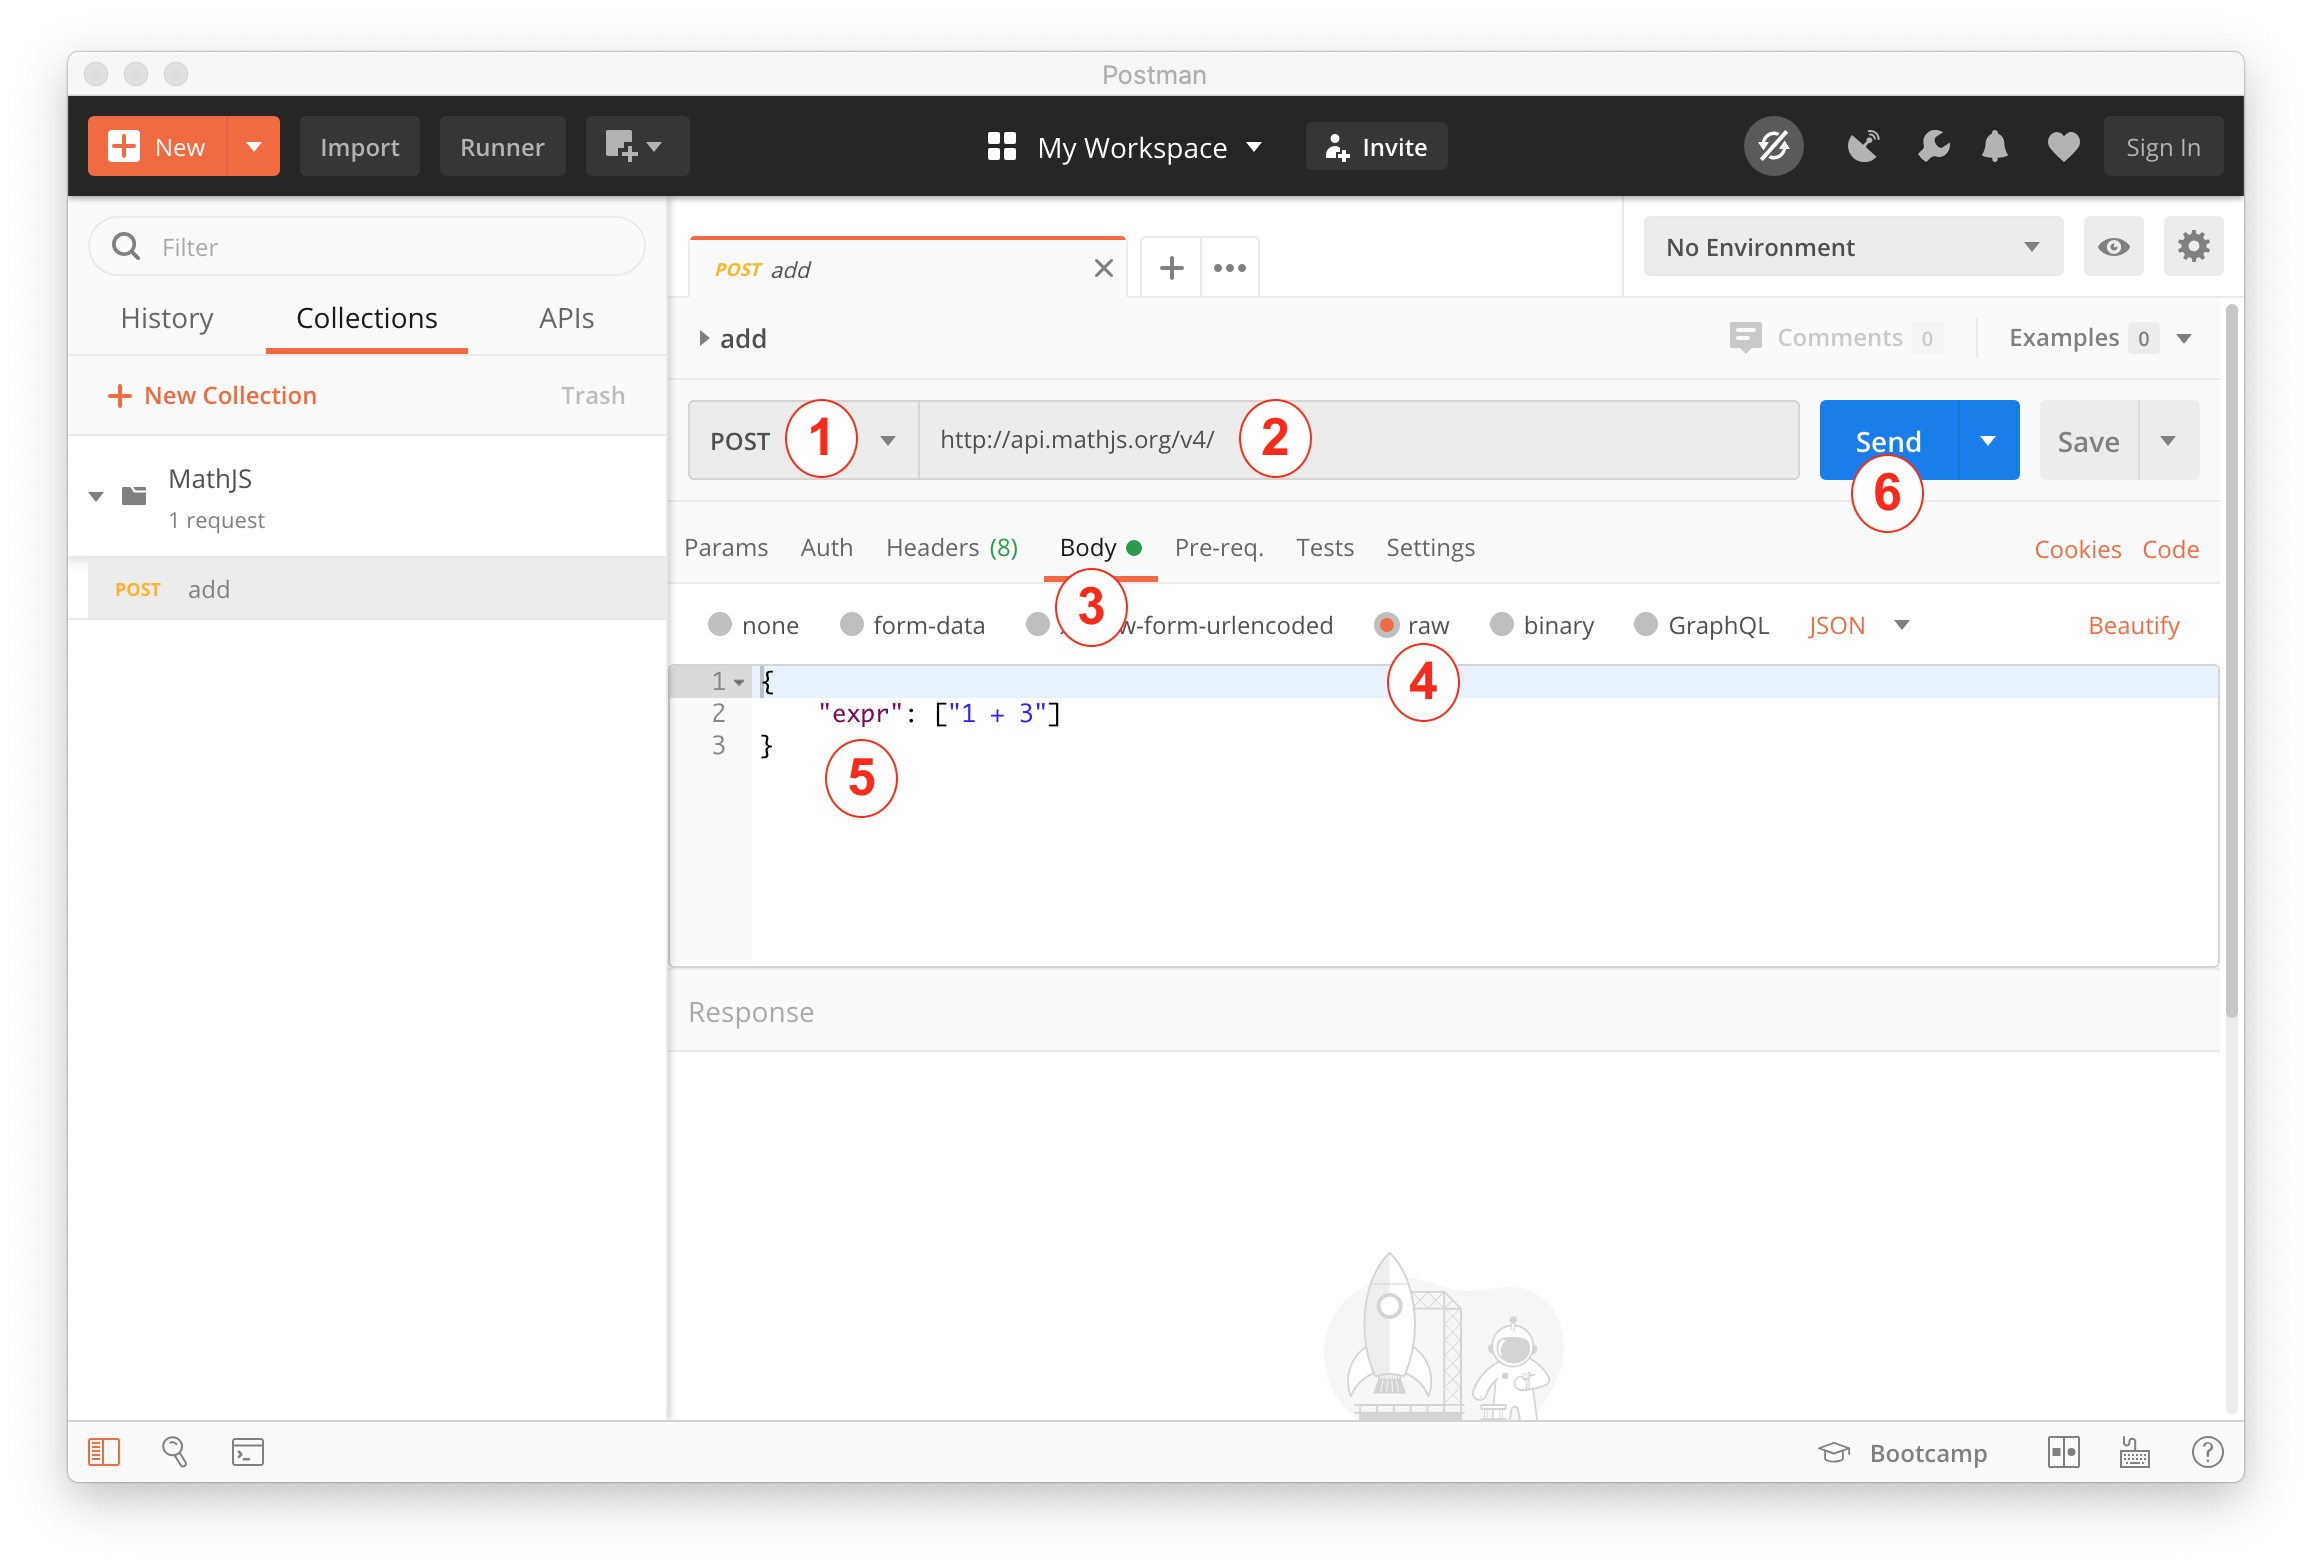 Postman
New Import Runner My Workspace Invite Sign In
Filter
History Collections APIs
New Collection Trash
MathJS
1 request
POST add
POST add
No Environment
add
Comments 0 Examples 0
POST 1 http://api.mathjs.org/v4/ 2 Send Save
6
Params Auth Headers (8) Body Pre-req. Tests Settings Cookies Code
3
none form-data w-form-urlencoded raw binary GraphQL JSON Beautify
4
1 {
2 "expr": ["1 + 3"]
3 }
5
Response
Bootcamp